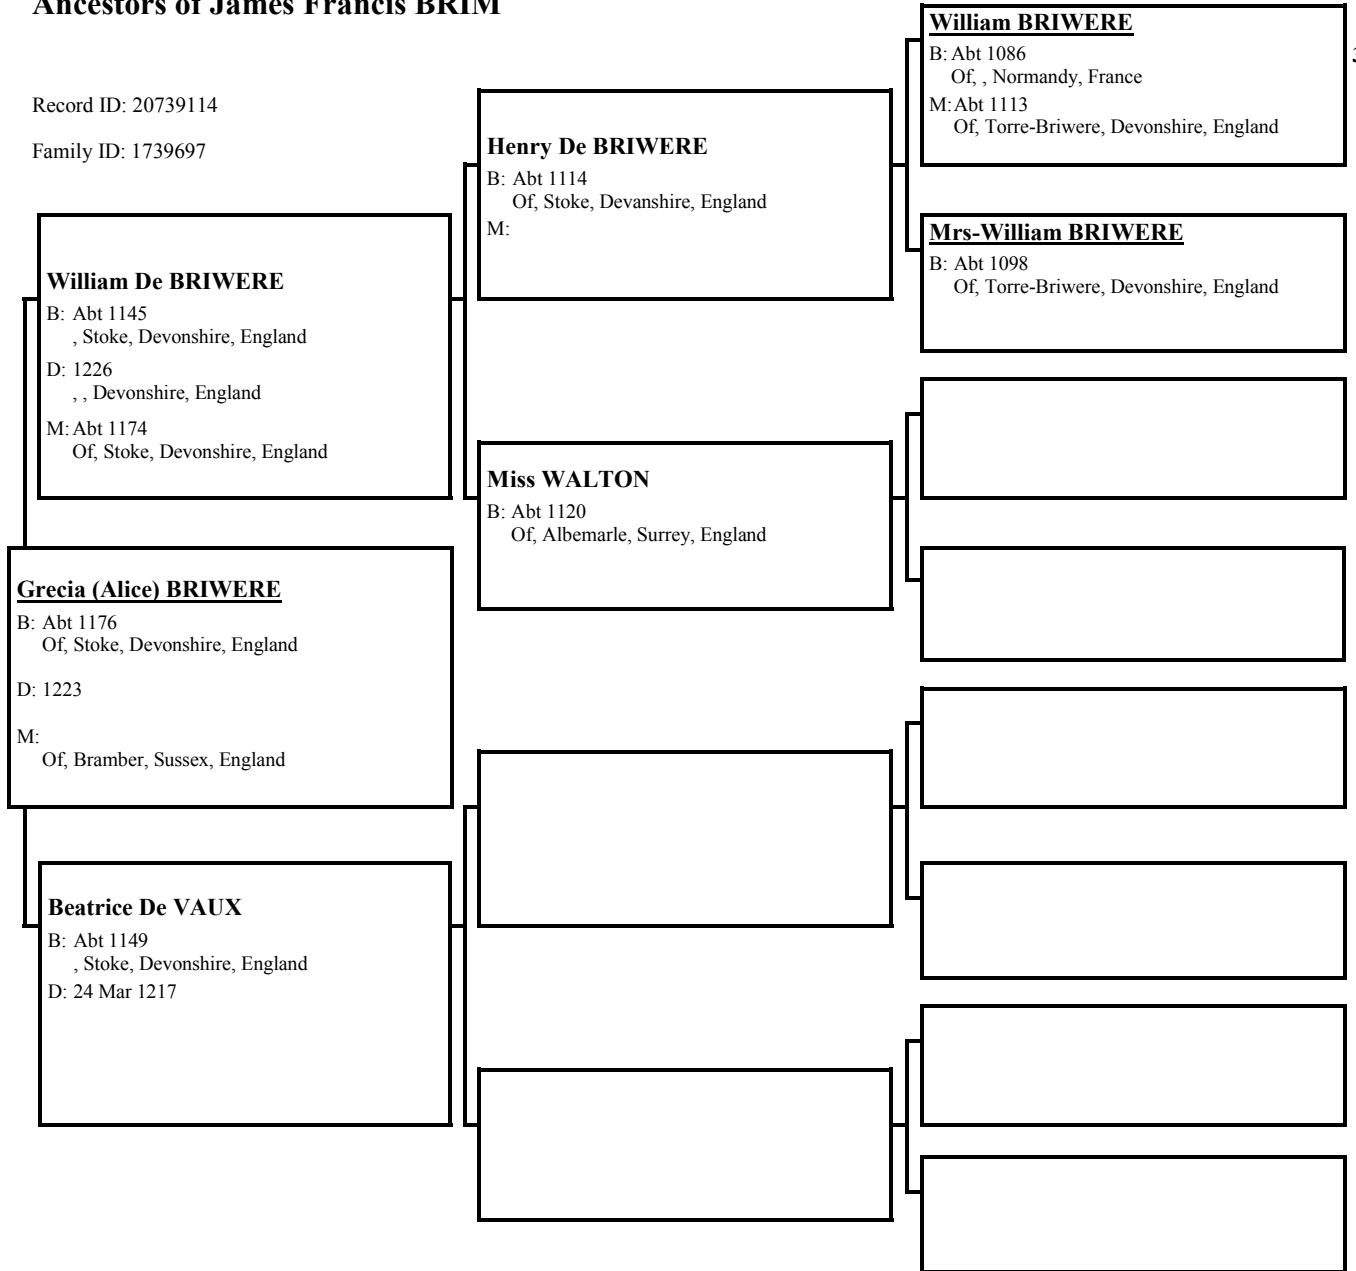 Ancestors of James Francis BRIM
Record ID: 20739114
Family ID: 1739697
William BRIWERE
B: Abt 1086
Of, , Normandy, France
M: Abt 1113
Of, Torre-Briwere, Devonshire, England
Henry De BRIWERE
B: Abt 1114
Of, Stoke, Devanshire, England
M:
Mrs-William BRIWERE
B: Abt 1098
Of, Torre-Briwere, Devonshire, England
William De BRIWERE
B: Abt 1145
, Stoke, Devonshire, England
D: 1226
, , Devonshire, England
M: Abt 1174
Of, Stoke, Devonshire, England
Miss WALTON
B: Abt 1120
Of, Albemarle, Surrey, England
Grecia (Alice) BRIWERE
B: Abt 1176
Of, Stoke, Devonshire, England
D: 1223
M:
Of, Bramber, Sussex, England
Beatrice De VAUX
B: Abt 1149
, Stoke, Devonshire, England
D: 24 Mar 1217